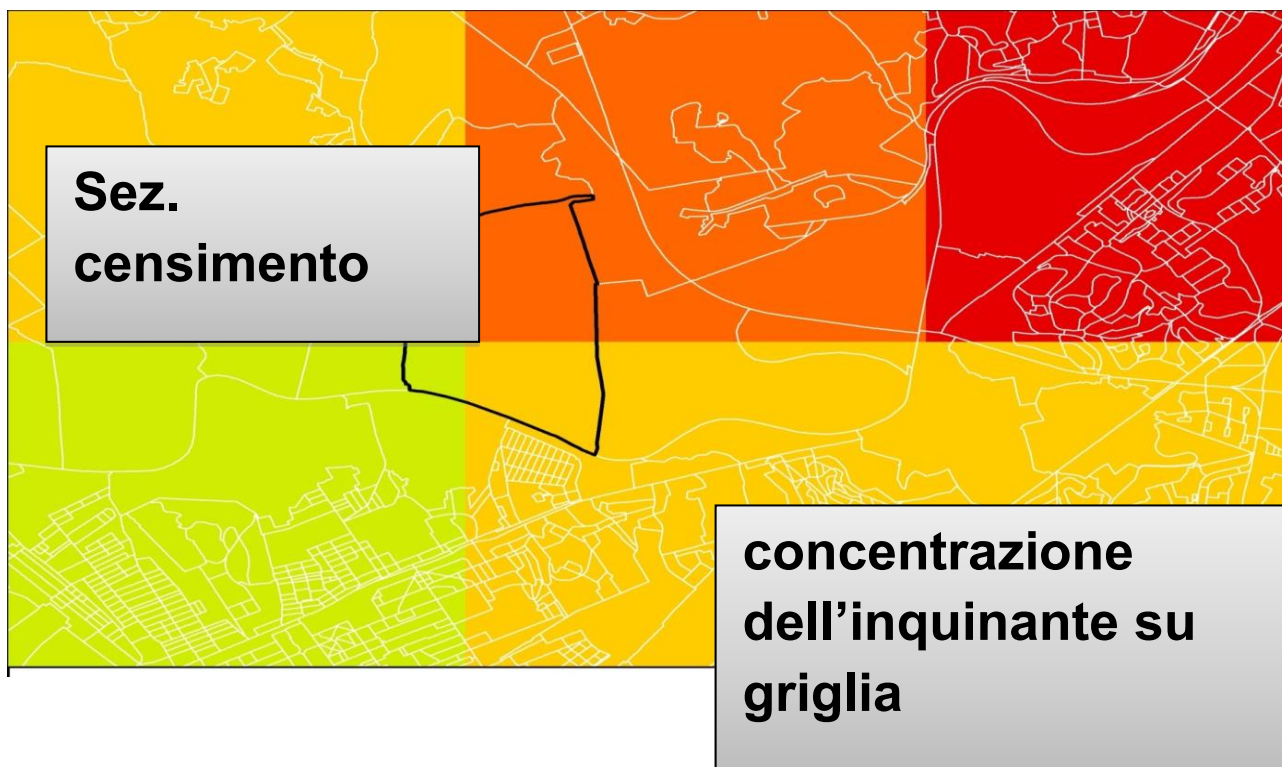 Sez.
censimento
concentrazione
dell’inquinante su
griglia